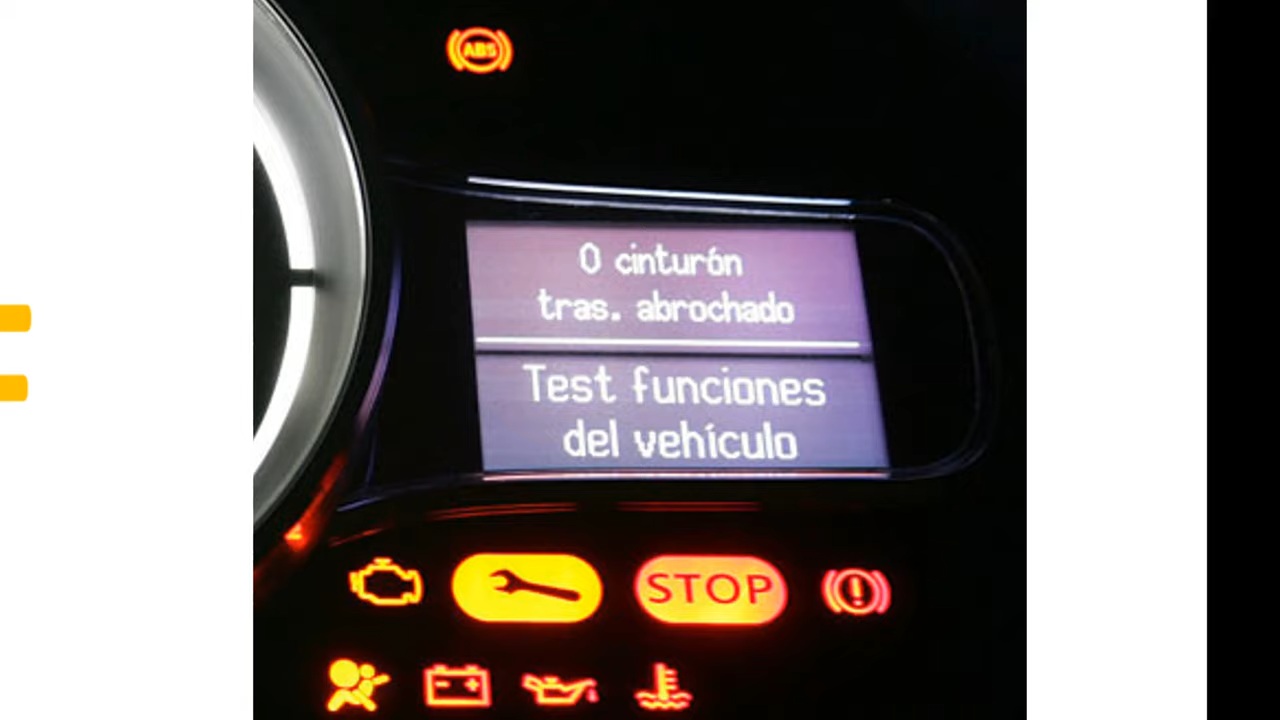 ABS
0 cinturón
tras. abrochado
Test funciones
del vehículo
STOP